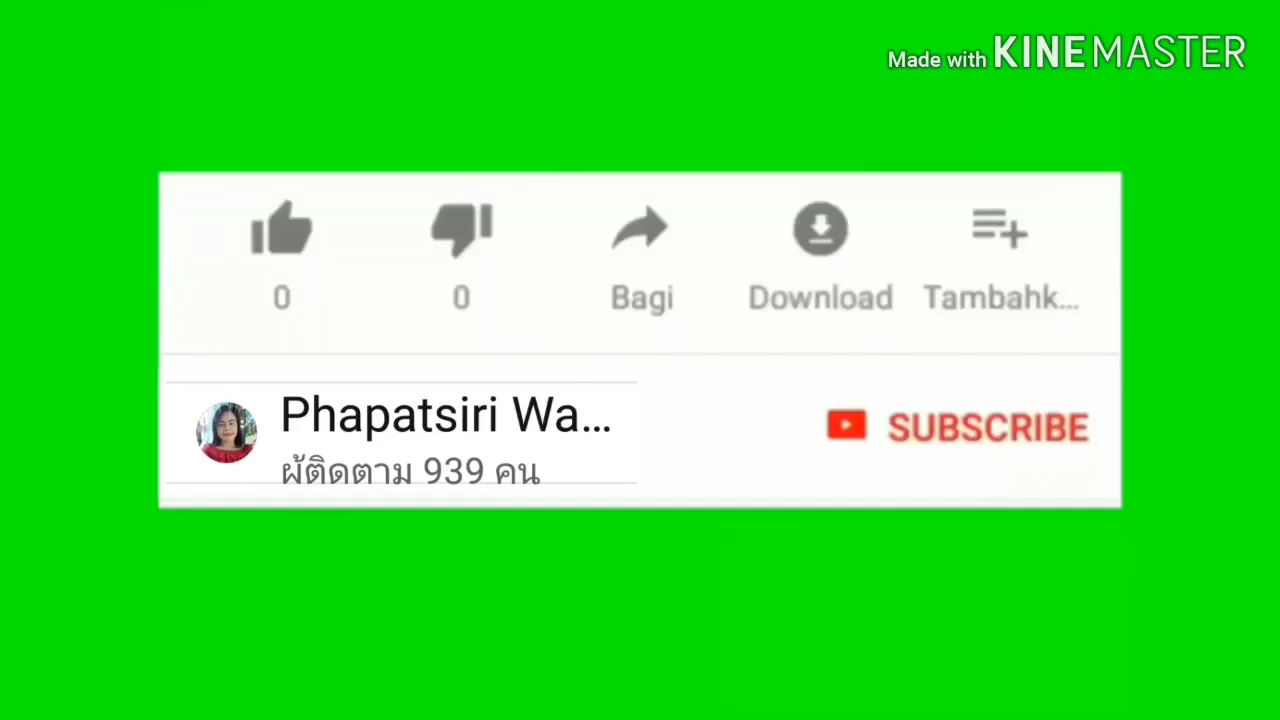 Made with KINEMASTER
0 0 Bagi Download Tambahk...
Phapatsiri Wa...
SUBSCRIBE
ผู้ติดตาม 939 คน